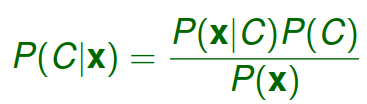 P(C|x) = P(x|C)P(C) / P(x)